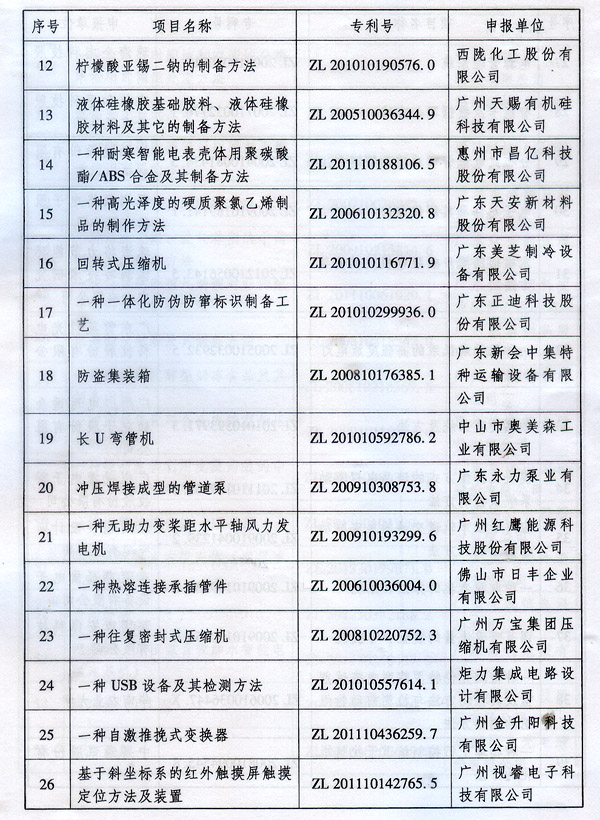 序号 项目名称 专利号 申报单位
12 柠檬酸亚锡二钠的制备方法 ZL 201010190576.0 西陇化工股份有
限公司
13 液体硅橡胶基础胶料、液体硅橡
胶材料及其它的制备方法 ZL 200510036344.9 广州天赐有机硅
科技有限公司
14 一种耐寒智能电表壳体用聚碳酸
酯/ABS 合金及其制备方法 ZL 201110188106.5 惠州市昌亿科技
股份有限公司
15 一种高光泽度的硬质聚氯乙烯制
品的制作方法 ZL 200610132320.8 广东天安新材料
股份有限公司
16 回转式压缩机 ZL 201010116771.9 广东美芝制冷设
备有限公司
17 一种一体化防伪防窜标识制备工
艺 ZL 201010299936.0 广东正迪科技股
份有限公司
18 防盗集装箱 ZL 200810176385.1 广东新会中集特
种运输设备有限
公司
19 长 U 弯管机 ZL 201010592786.2 中山市奥美森工
业有限公司
20 冲压焊接成型的管道泵 ZL 200910308753.8 广东永力泵业有
限公司
21 一种无助力变桨距水平轴风力发
电机 ZL 200910193299.6 广州红鹰能源科
技股份有限公司
22 一种热熔连接承插管件 ZL 200610036004.0 佛山市日丰企业
有限公司
23 一种往复密封式压缩机 ZL 200810220752.3 广州万宝集团压
缩机有限公司
24 一种 USB 设备及其检测方法 ZL 201010557614.1 炬力集成电路设
计有限公司
25 一种自激推挽式变换器 ZL 201110436259.7 广州金升阳科技
有限公司
26 基于斜坐标系的红外触摸屏触摸
定位方法及装置 ZL 201110142765.5 广州视睿电子科
技有限公司